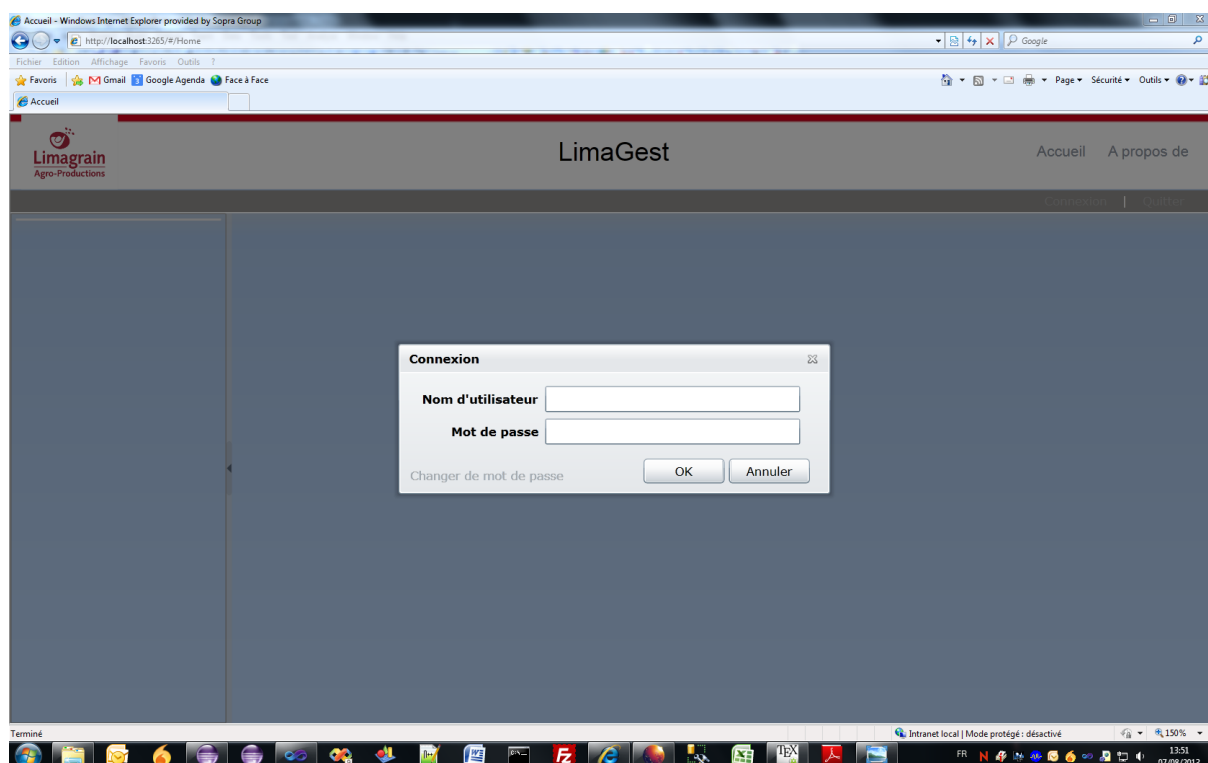 Accueil - Windows Internet Explorer provided by Sopra Group
http://localhost:3265/#/Home
Google
Fichier Edition Affichage Favoris Outils ?
Favoris Gmail Google Agenda Face à Face
Page Sécurité Outils
Accueil
Limagrain
Agro-Productions
LimaGest
Accueil A propos de
Connexion | Quitter
Connexion
Nom d'utilisateur
Mot de passe
Changer de mot de passe
OK
Annuler
Terminé
Intranet local | Mode protégé : désactivé
150%
FR
13:51
07/08/2012